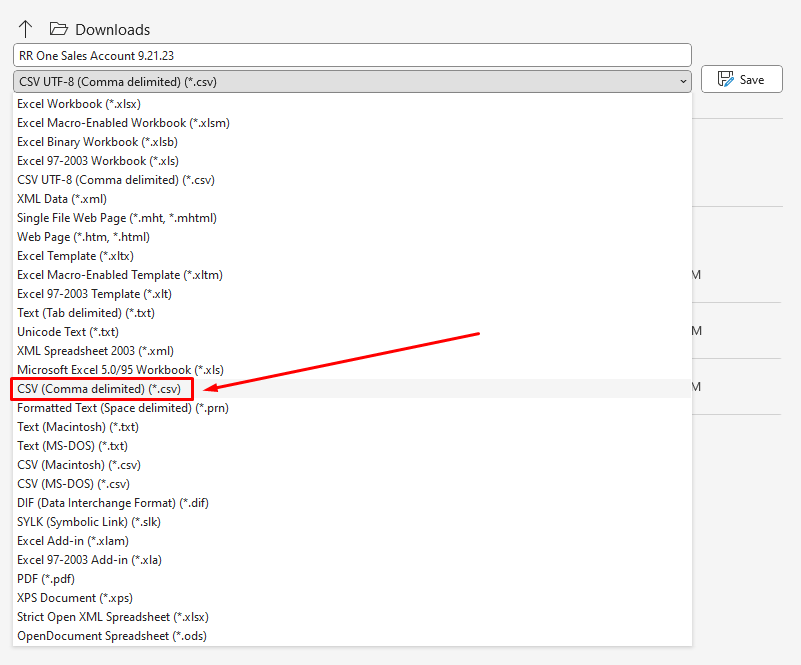 Downloads
RR One Sales Account 9.21.23
CSV UTF-8 (Comma delimited) (*.csv)
Save
Excel Workbook (*.xlsx)
Excel Macro-Enabled Workbook (*.xlsm)
Excel Binary Workbook (*.xlsb)
Excel 97-2003 Workbook (*.xls)
CSV UTF-8 (Comma delimited) (*.csv)
XML Data (*.xml)
Single File Web Page (*.mht, *.mhtml)
Web Page (*.htm, *.html)
Excel Template (*.xltx)
Excel Macro-Enabled Template (*.xltm)
M
Excel 97-2003 Template (*.xlt)
Text (Tab delimited) (*.txt)
Unicode Text (*.txt)
M
XML Spreadsheet 2003 (*.xml)
Microsoft Excel 5.0/95 Workbook (*.xls)
CSV (Comma delimited) (*.csv)
M
Formatted Text (Space delimited) (*.prn)
Text (Macintosh) (*.txt)
Text (MS-DOS) (*.txt)
CSV (Macintosh) (*.csv)
CSV (MS-DOS) (*.csv)
DIF (Data Interchange Format) (*.dif)
SYLK (Symbolic Link) (*.slk)
Excel Add-in (*.xlam)
Excel 97-2003 Add-in (*.xla)
PDF (*.pdf)
XPS Document (*.xps)
Strict Open XML Spreadsheet (*.xlsx)
OpenDocument Spreadsheet (*.ods)